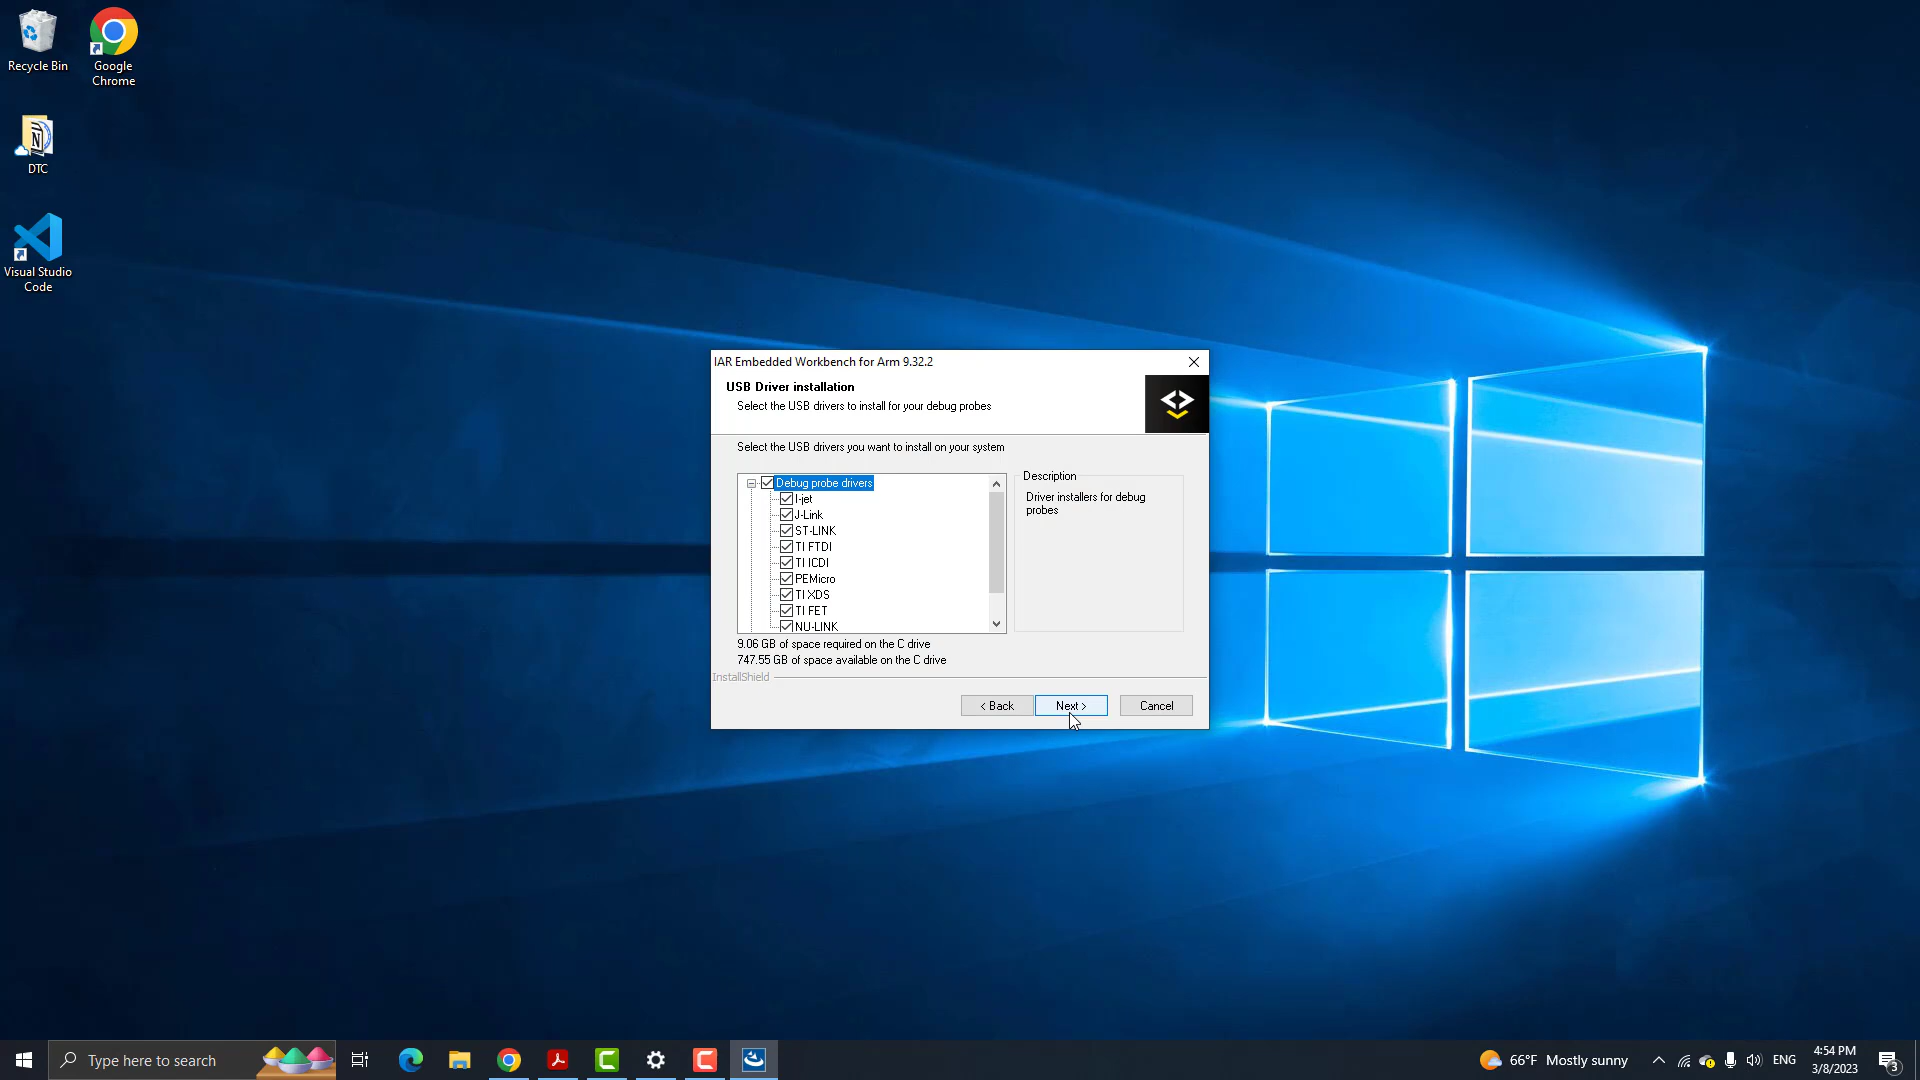 Recycle Bin
Google
Chrome
DTC
Visual Studio
Code
IAR Embedded Workbench for Arm 9.32.2
USB Driver installation
Select the USB drivers to install for your debug probes
Select the USB drivers you want to install on your system
Debug probe drivers
I-jet
J-Link
ST-LINK
TI FTDI
TI ICDI
PEMicro
TI XDS
TI FET
NU-LINK
Description
Driver installers for debug
probes
9.06 GB of space required on the C drive
747.55 GB of space available on the C drive
InstallShield
< Back
Next >
Cancel
Type here to search
66°F Mostly sunny
ENG
4:54 PM
3/8/2023
3